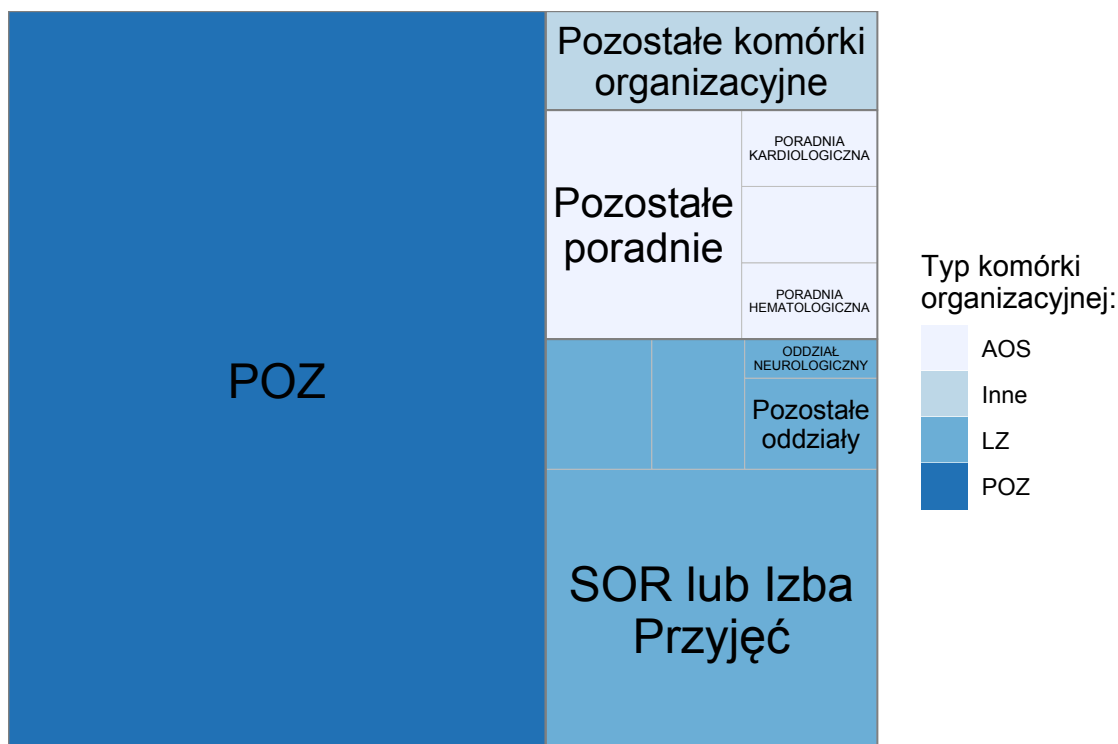 POZ
Pozostałe komórki
organizacyjne
Pozostałe
poradnie
PORADNIA
KARDIOLOGICZNA
PORADNIA
HEMATOLOGICZNA
ODDZIAŁ
NEUROLOGICZNY
Pozostałe
oddziały
SOR lub Izba
Przyjęć
Typ komórki
organizacyjnej:
AOS
Inne
LZ
POZ